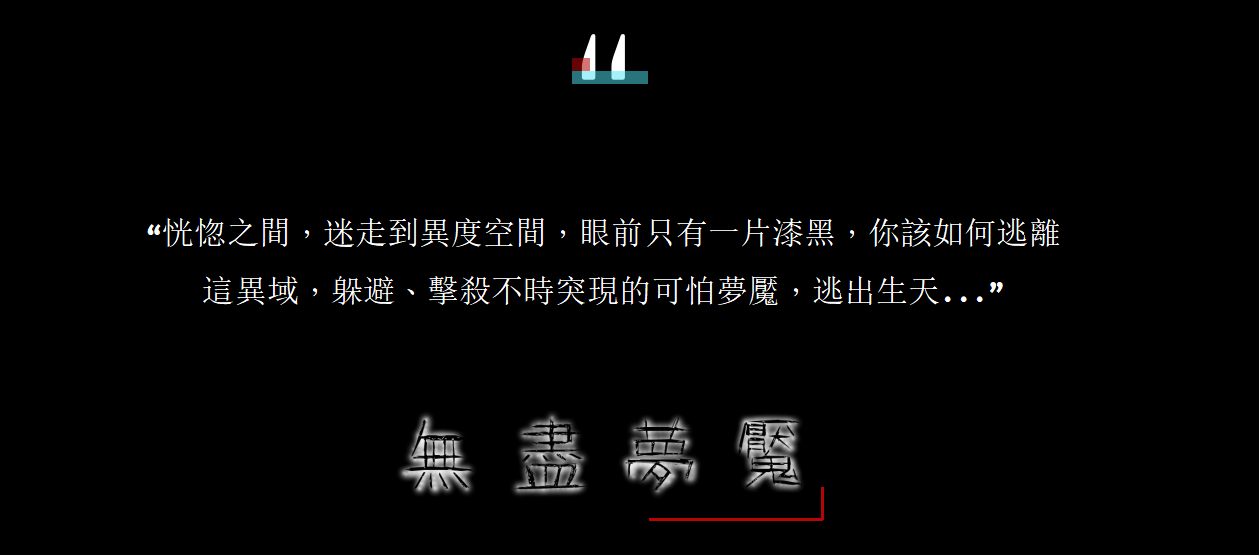 "
“恍惚之間，迷走到異度空間，眼前只有一片漆黑，你該如何逃離
這異域，躲避、擊殺不時突現的可怕夢魘，逃出生天...”
無盡夢魘